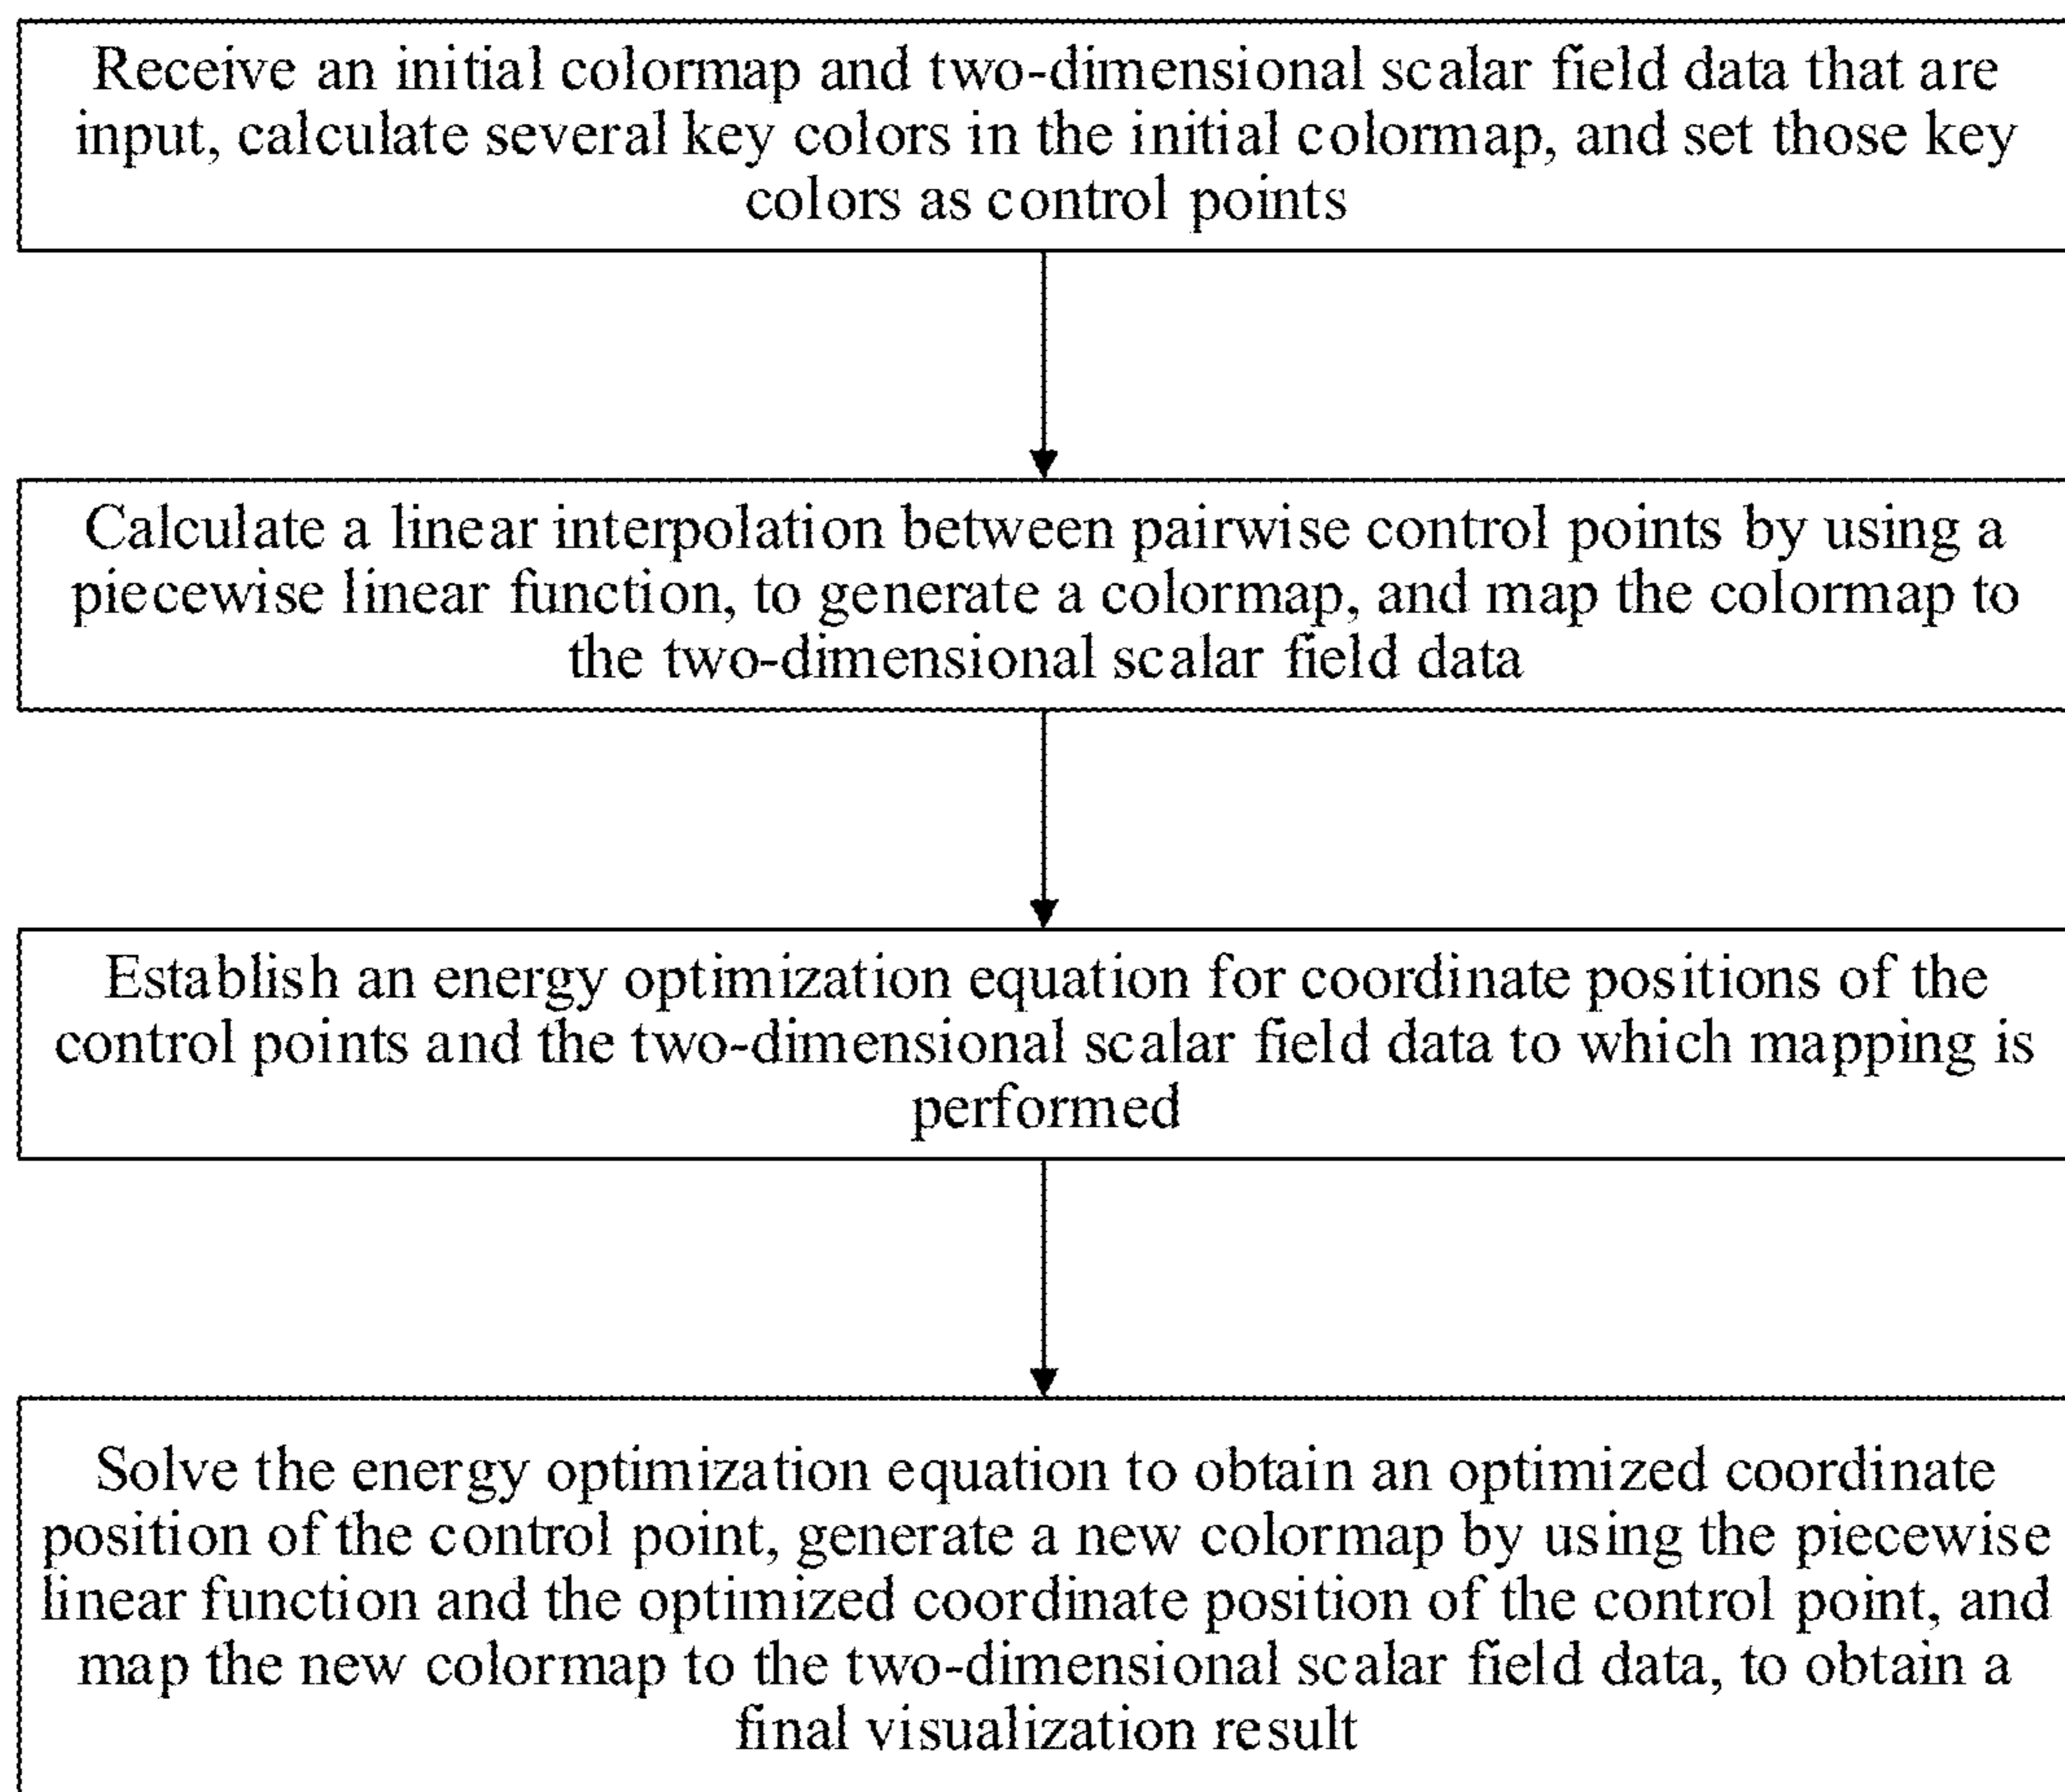 Receive an initial colormap and two-dimensional scalar field data that are
input, calculate several key colors in the initial colormap, and set those key
colors as control points
Calculate a linear interpolation between pairwise control points by using a
piecewise linear function, to generate a colormap, and map the colormap to
the two-dimensional scalar field data
Establish an energy optimization equation for coordinate positions of the
control points and the two-dimensional scalar field data to which mapping is
performed
Solve the energy optimization equation to obtain an optimized coordinate
position of the control point, generate a new colormap by using the piecewise
linear function and the optimized coordinate position of the control point, and
map the new colormap to the two-dimensional scalar field data, to obtain a
final visualization result